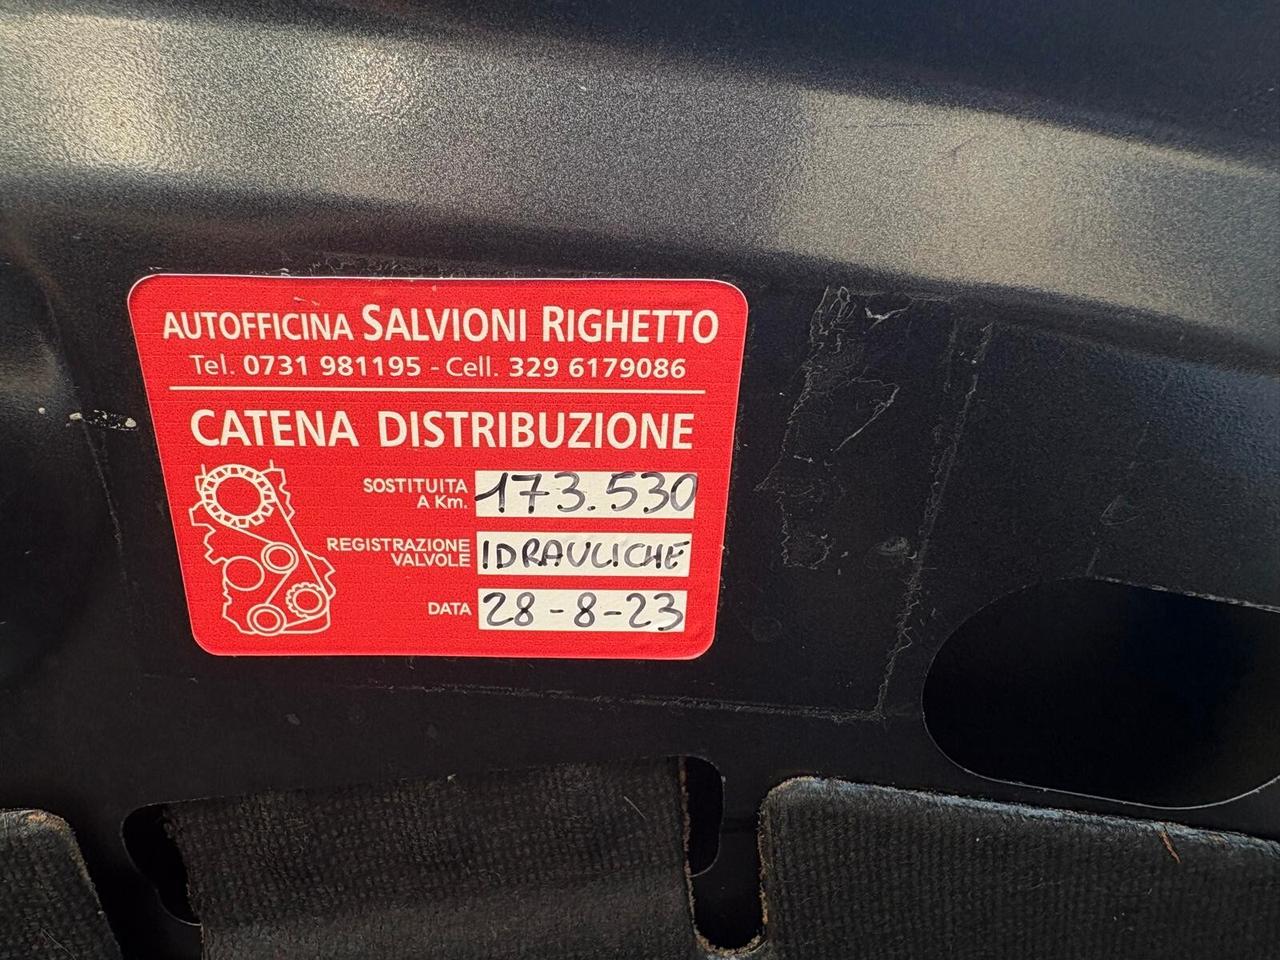 AUTOFFICINA SALVIONI RIGHETTO
Tel. 0731 981195 - Cell. 329 6179086
CATENA DISTRIBUZIONE
SOSTITUITA A Km. 173.530
REGISTRAZIONE VALVOLE IDRAULICHE
DATA 28-8-23